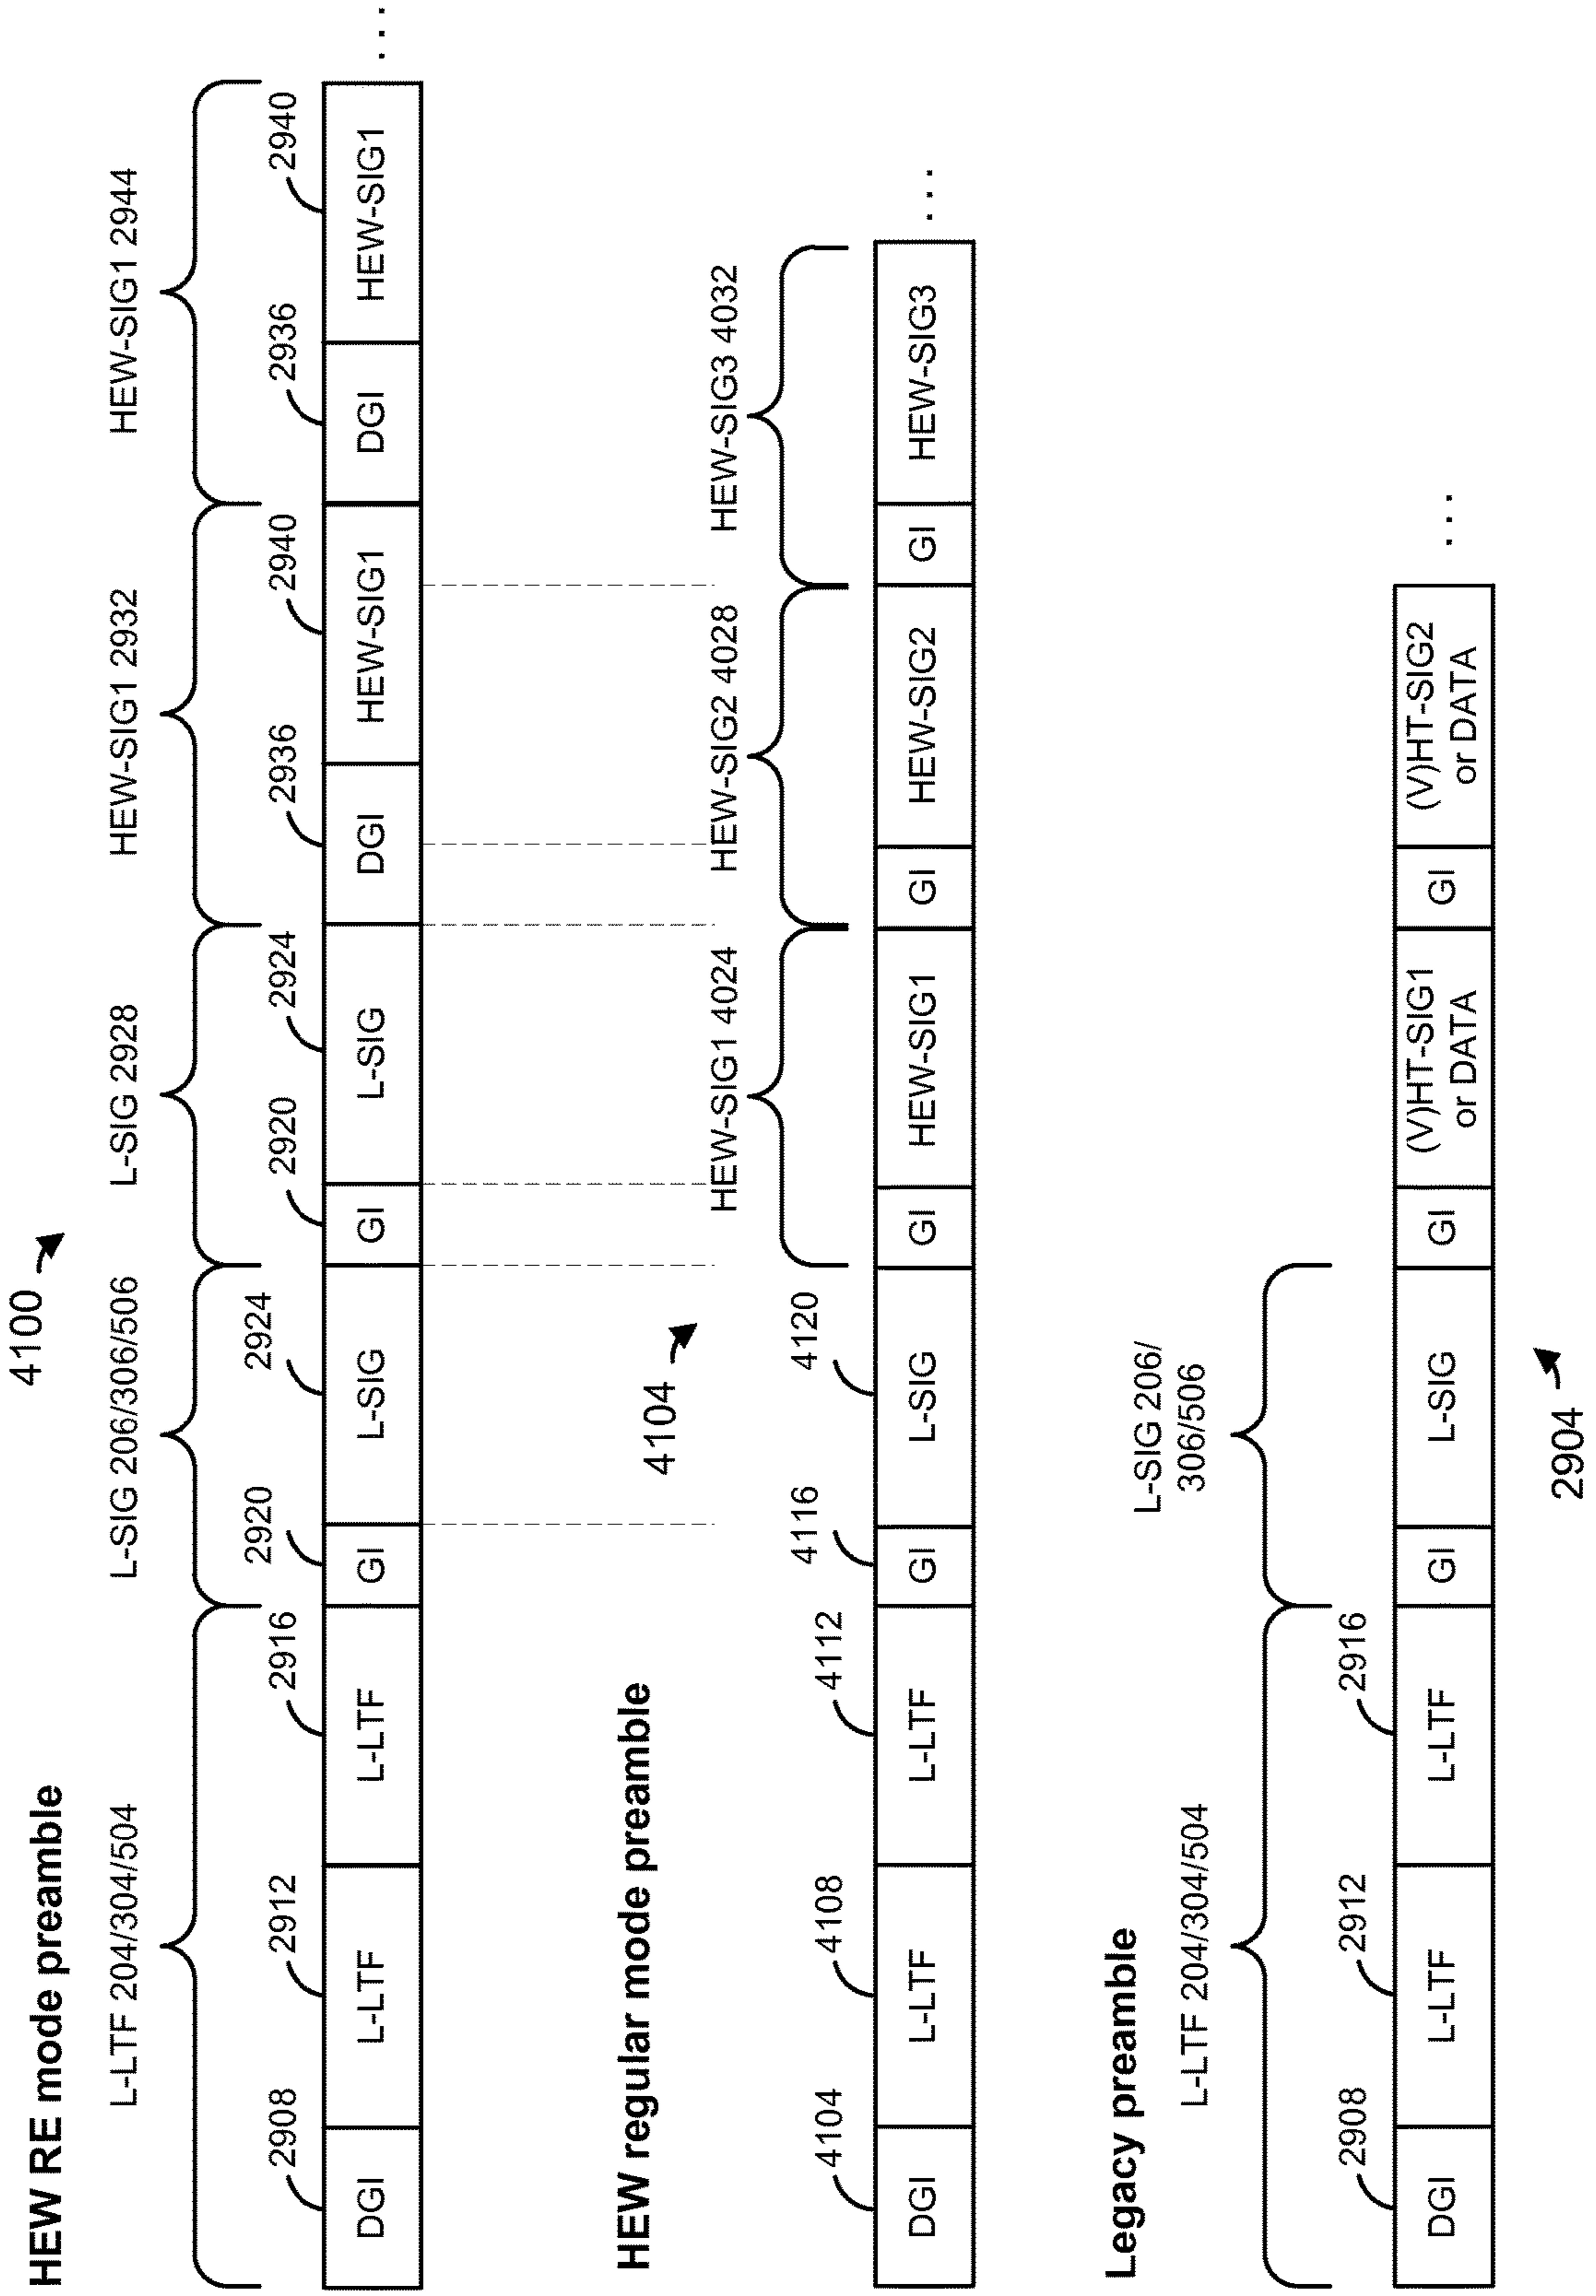 4100
HEW RE mode preamble
L-LTF 204/304/504
L-SIG 206/306/506
L-SIG 2928
HEW-SIG1 2932
HEW-SIG1 2944
2908
2912
2916
2920
2924
2920
2924
2936
2940
2936
2940
DGI
L-LTF
L-LTF
GI
L-SIG
GI
L-SIG
DGI
HEW-SIG1
DGI
HEW-SIG1
...
HEW regular mode preamble
4104
HEW-SIG1 4024
HEW-SIG2 4028
HEW-SIG3 4032
4104
4108
4112
4116
4120
DGI
L-LTF
L-LTF
GI
L-SIG
GI
HEW-SIG1
GI
HEW-SIG2
GI
HEW-SIG3
...
Legacy preamble
L-LTF 204/304/504
L-SIG 206/
306/506
2908
2912
2916
DGI
L-LTF
L-LTF
GI
L-SIG
GI
(V)HT-SIG1
or DATA
GI
(V)HT-SIG2
or DATA
...
2904